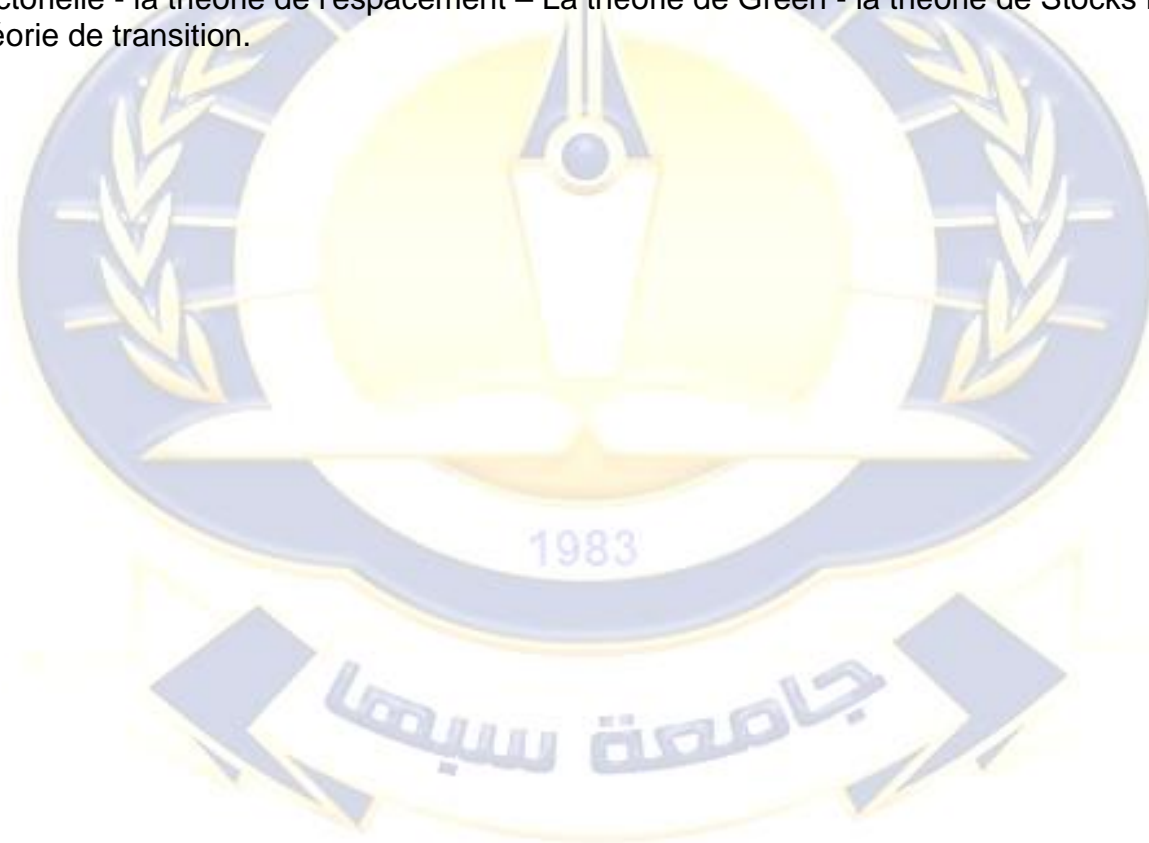 ctorielle - la théorie de l'espacement – La théorie de Green - la théorie de Stocks
éorie de transition.
1983
جامعة سبها